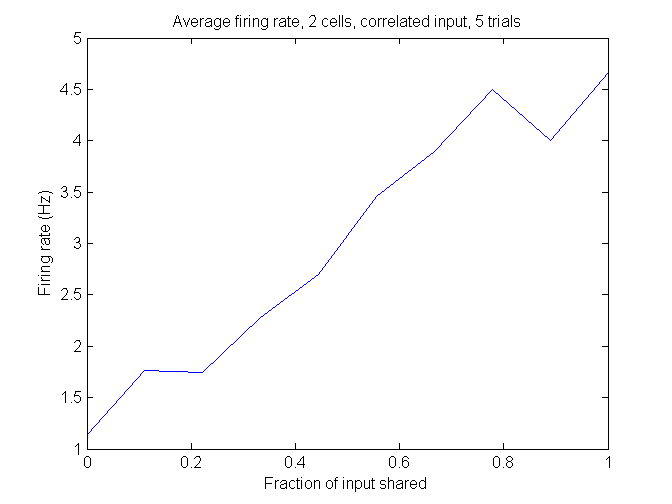 Average firing rate, 2 cells, correlated input, 5 trials
5
4.5
4
3.5
3
2.5
2
1.5
1
Firing rate (Hz)
0 0.2 0.4 0.6 0.8 1
Fraction of input shared